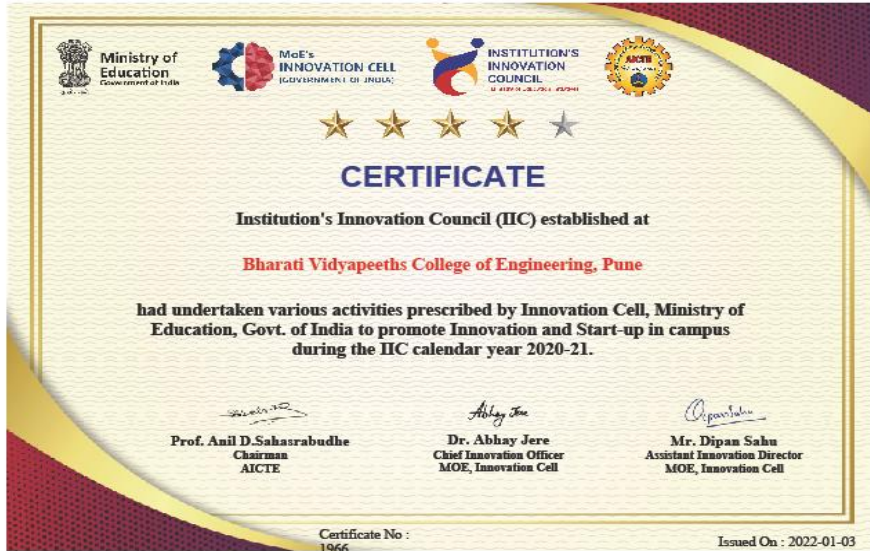 Ministry of
Education
Government of India
MoE's
INNOVATION CELL
(GOVERNMENT OF INDIA)
INSTITUTION'S
INNOVATION
COUNCIL
AICTE
CERTIFICATE
Institution's Innovation Council (IIC) established at
Bharati Vidyapeeths College of Engineering, Pune
had undertaken various activities prescribed by Innovation Cell, Ministry of
Education, Govt. of India to promote Innovation and Start-up in campus
during the IIC calendar year 2020-21.
Abhay Jere
Prof. Anil D.Sahasrabudhe
Chairman
AICTE
Dr. Abhay Jere
Chief Innovation Officer
MOE, Innovation Cell
Mr. Dipan Sahu
Assistant Innovation Director
MOE, Innovation Cell
Certificate No :
1966
Issued On : 2022-01-03